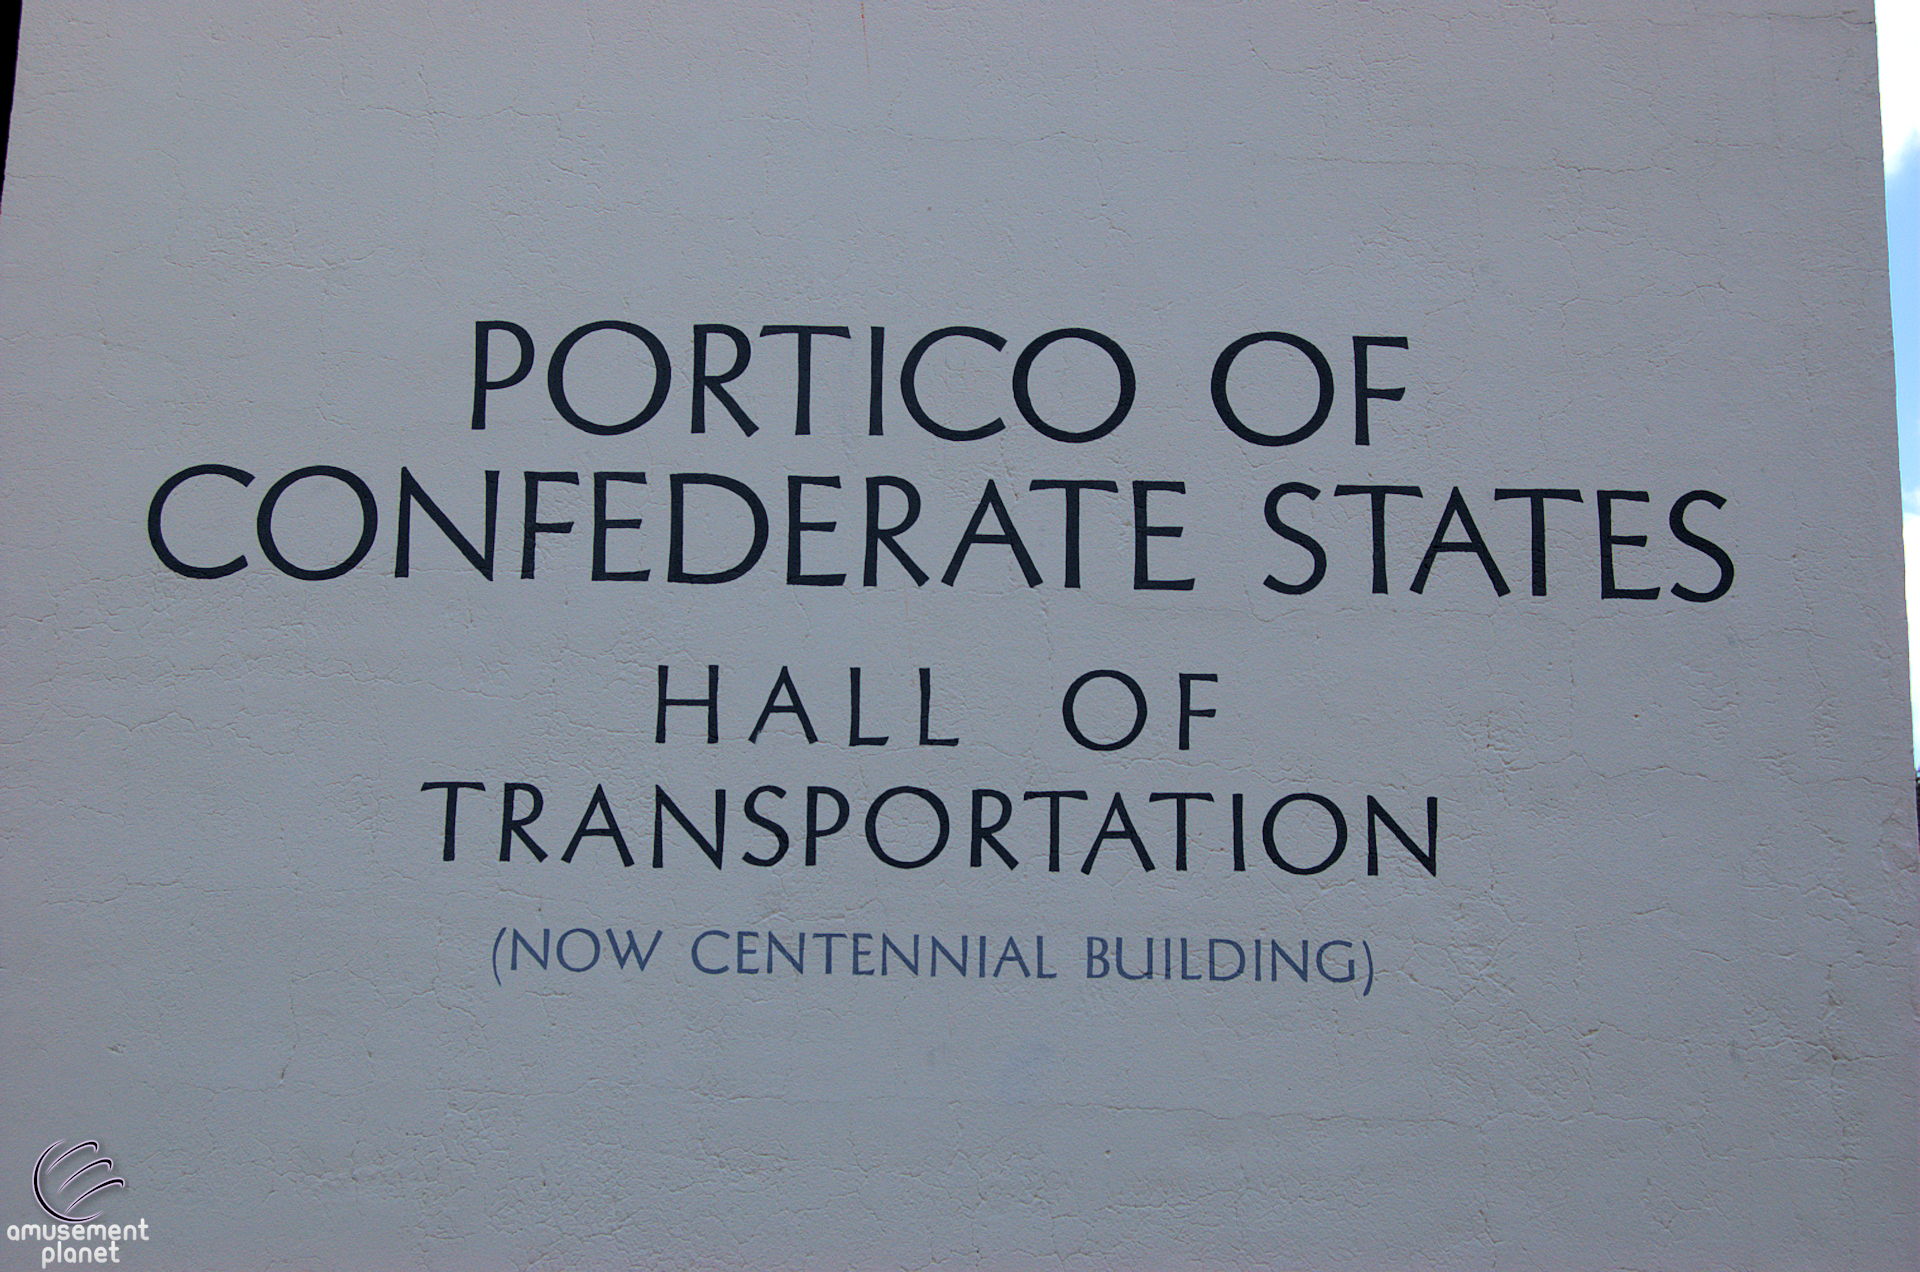 PORTICO OF
CONFEDERATE STATES
HALL OF
TRANSPORTATION
(NOW CENTENNIAL BUILDING)
amusement
planet